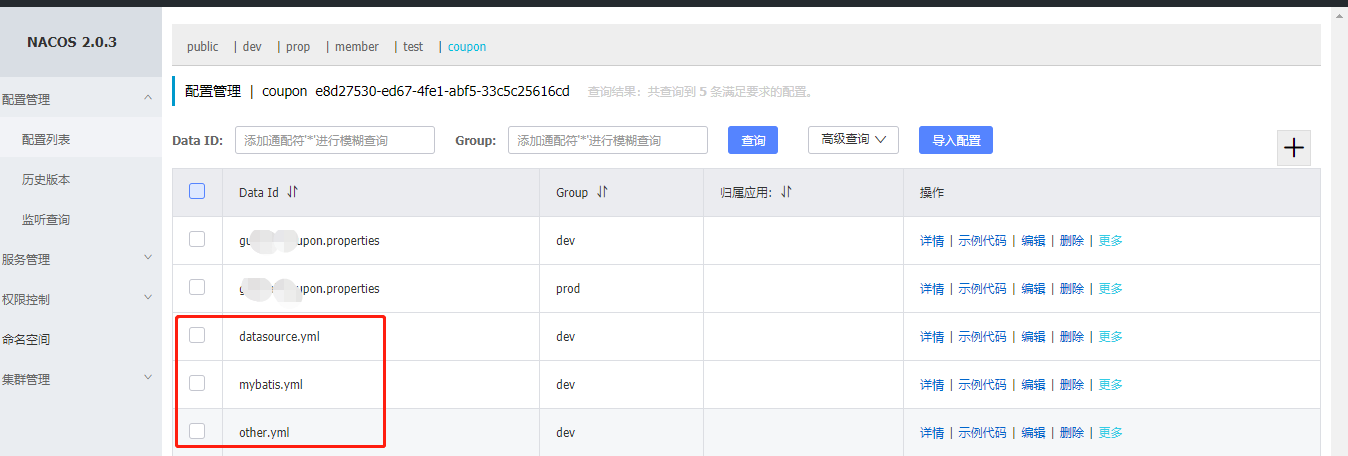 NACOS 2.0.3
配置管理
配置列表
历史版本
监听查询
服务管理
权限控制
命名空间
集群管理
public | dev | prop | member | test | coupon
配置管理 | coupon e8d27530-ed67-4fe1-abf5-33c5c25616cd 查询结果：共查询到 5 条满足要求的配置。
Data ID: 添加通配符'*'进行模糊查询 Group: 添加通配符'*'进行模糊查询 查询 高级查询 导入配置
Data Id Group 归属应用: 操作
upon.properties dev 详情 | 示例代码 | 编辑 | 删除 | 更多
upon.properties prod 详情 | 示例代码 | 编辑 | 删除 | 更多
datasource.yml dev 详情 | 示例代码 | 编辑 | 删除 | 更多
mybatis.yml dev 详情 | 示例代码 | 编辑 | 删除 | 更多
other.yml dev 详情 | 示例代码 | 编辑 | 删除 | 更多